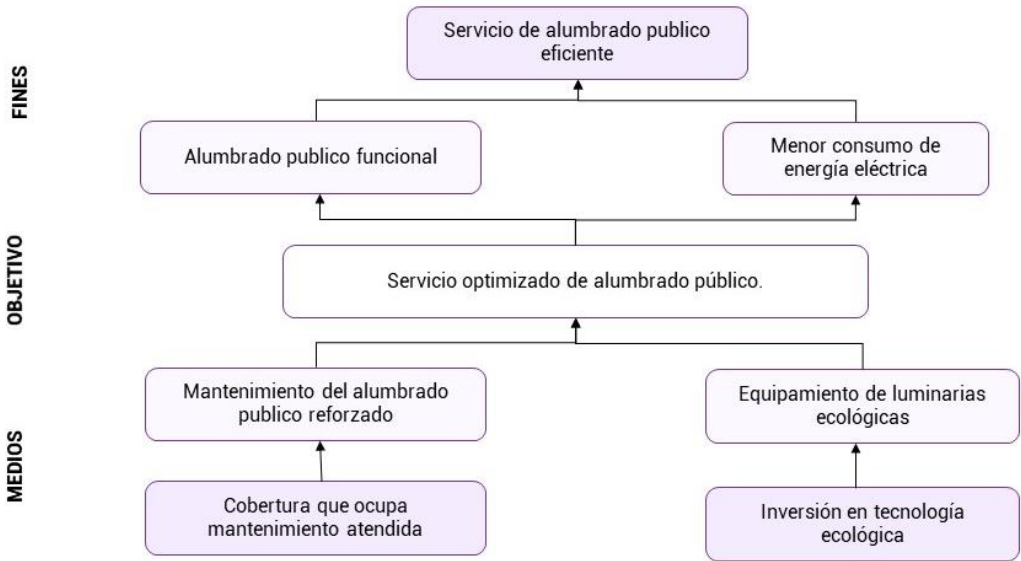 FINES
Servicio de alumbrado publico
eficiente
Alumbrado publico funcional
Menor consumo de
energía eléctrica
OBJETIVO
Servicio optimizado de alumbrado público.
MEDIOS
Mantenimiento del alumbrado
publico reforzado
Equipamiento de luminarias
ecológicas
Cobertura que ocupa
mantenimiento atendida
Inversión en tecnología
ecológica